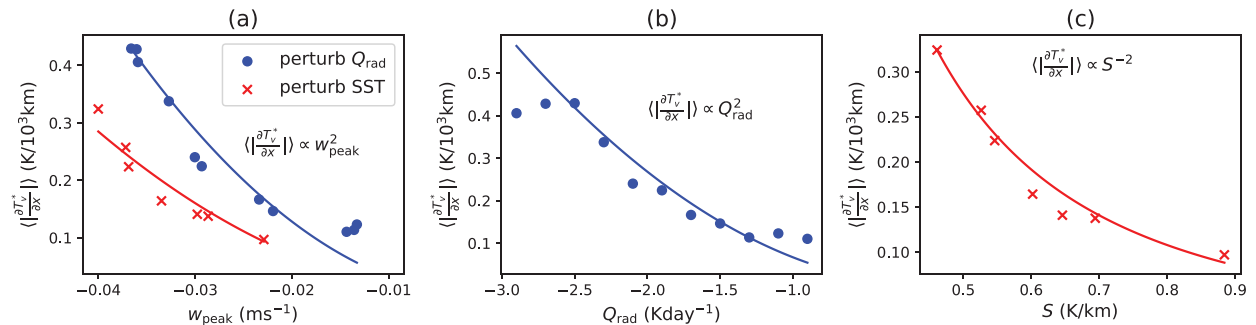 (a)
⟨|∂T_v^*/∂x|⟩ (K/10³km)
0.4
0.3
0.2
0.1
perturb Q_rad
perturb SST
⟨|∂T_v^*/∂x|⟩ ∝ w_peak^2
−0.04 −0.03 −0.02 −0.01
w_peak (ms⁻¹)
(b)
⟨|∂T_v^*/∂x|⟩ (K/10³km)
0.5
0.4
0.3
0.2
0.1
⟨|∂T_v^*/∂x|⟩ ∝ Q_rad^2
−3.0 −2.5 −2.0 −1.5 −1.0
Q_rad (Kday⁻¹)
(c)
⟨|∂T_v^*/∂x|⟩ (K/10³km)
0.30
0.25
0.20
0.15
0.10
⟨|∂T_v^*/∂x|⟩ ∝ S⁻²
0.5 0.6 0.7 0.8 0.9
S (K/km)